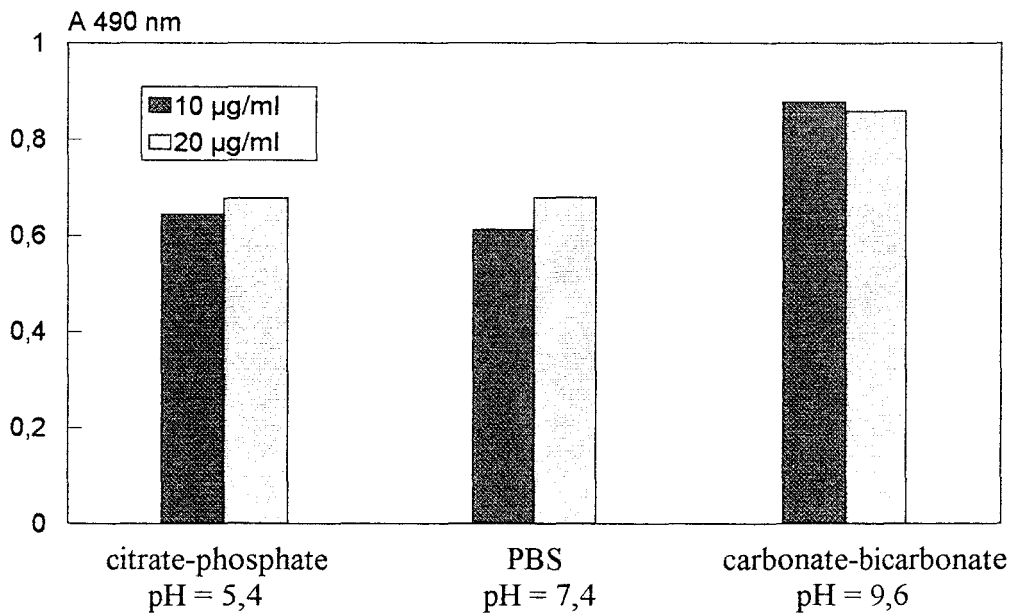 A 490 nm
1
0,8
0,6
0,4
0,2
0
10 µg/ml
20 µg/ml
citrate-phosphate
pH = 5,4
PBS
pH = 7,4
carbonate-bicarbonate
pH = 9,6